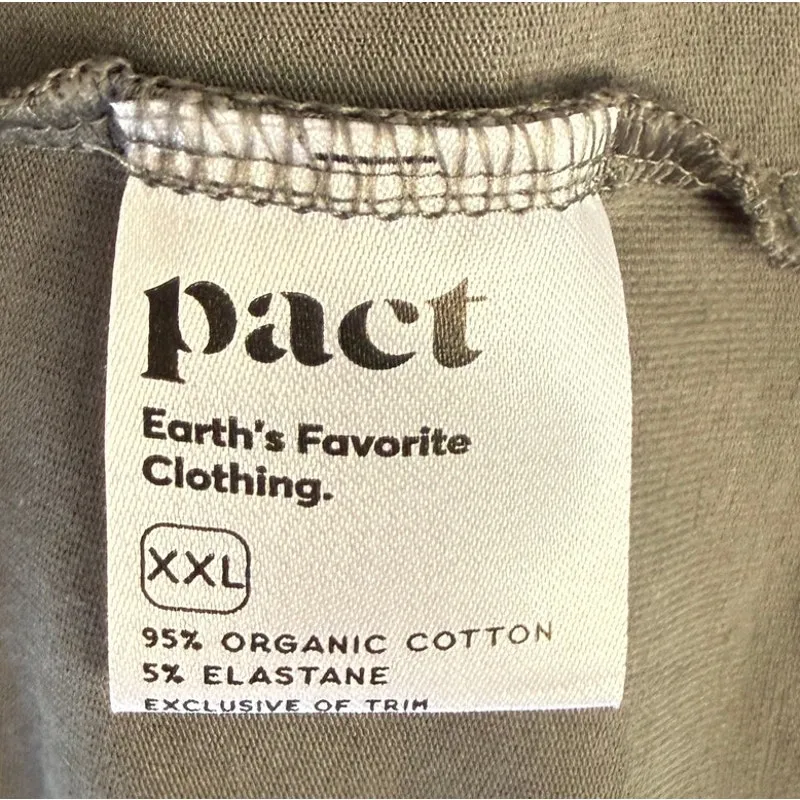 pact
Earth's Favorite
Clothing.
XXL
95% ORGANIC COTTON
5% ELASTANE
EXCLUSIVE OF TRIM